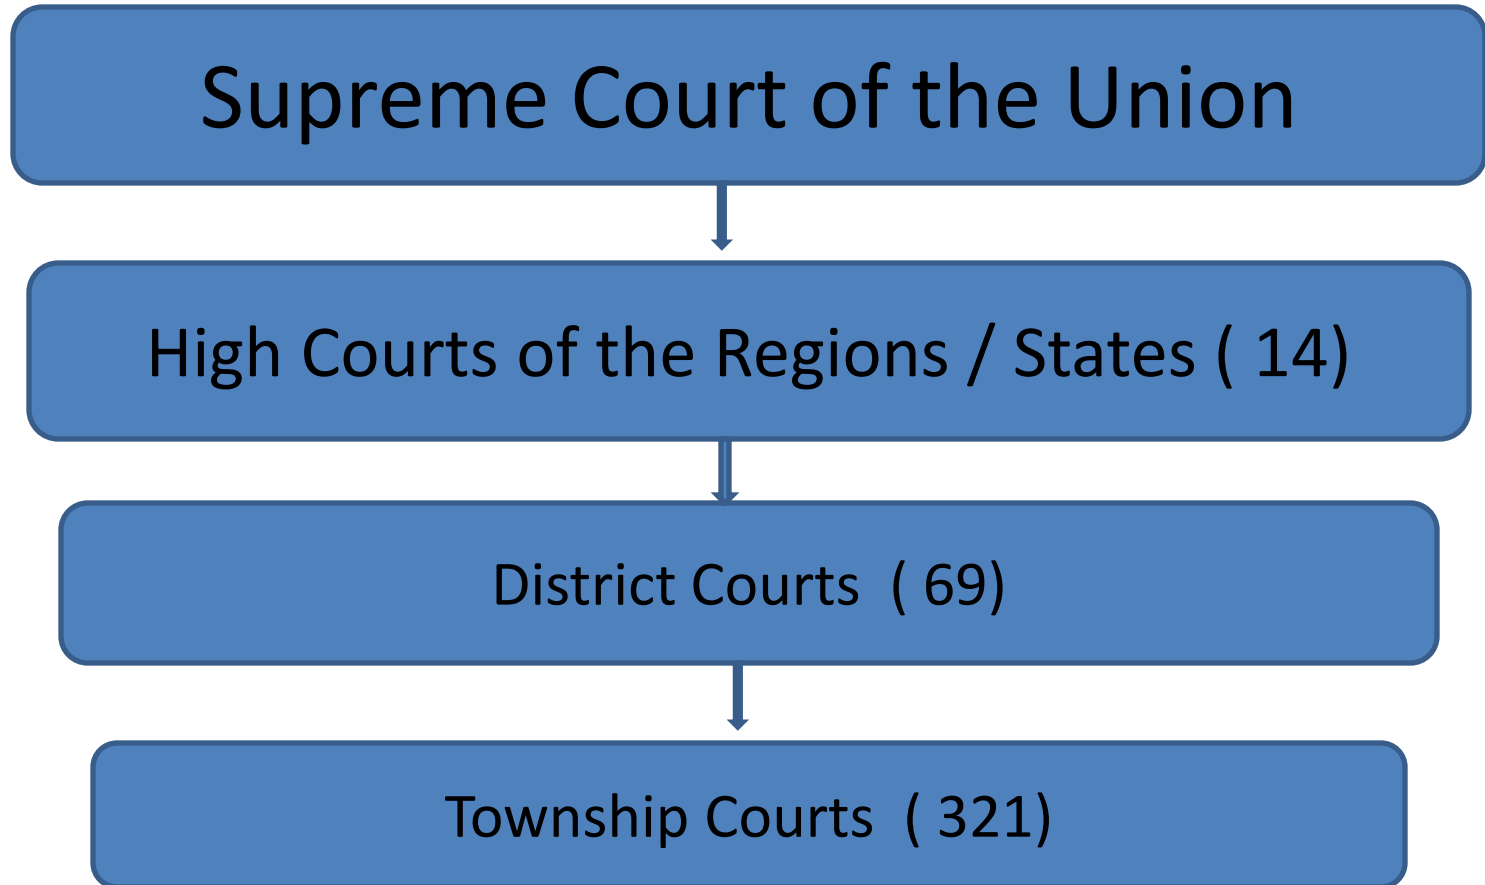 Supreme Court of the Union
High Courts of the Regions / States ( 14)
District Courts  ( 69)
Township Courts  ( 321)